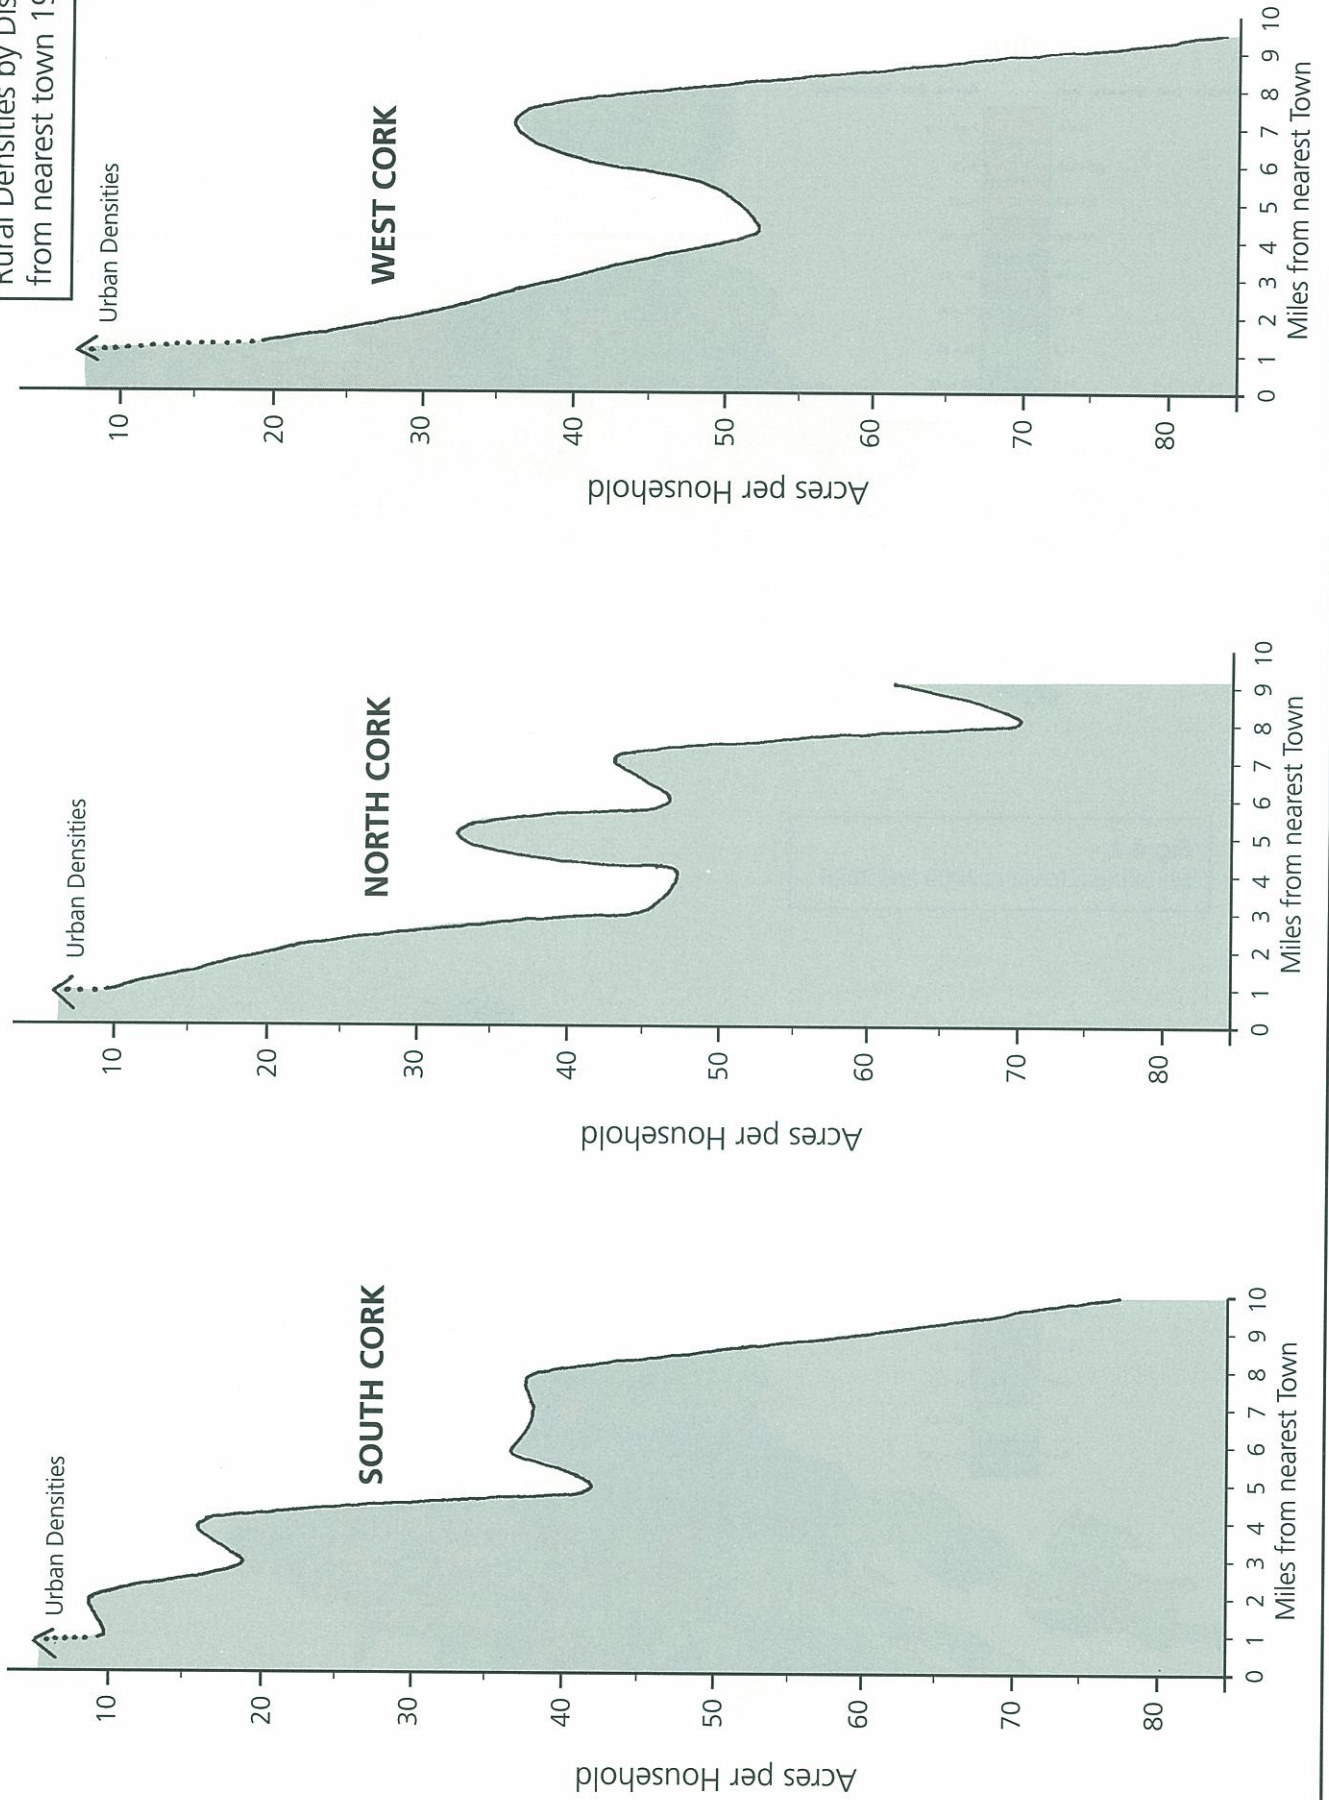 Rural Densities by
from nearest town
SOUTH CORK
Urban Densities
Acres per Household
10
20
30
40
50
60
70
80
0 1 2 3 4 5 6 7 8 9 10
Miles from nearest Town
NORTH CORK
Urban Densities
Acres per Household
10
20
30
40
50
60
70
80
0 1 2 3 4 5 6 7 8 9 10
Miles from nearest Town
WEST CORK
Urban Densities
Acres per Household
10
20
30
40
50
60
70
80
0 1 2 3 4 5 6 7 8 9 10
Miles from nearest Town